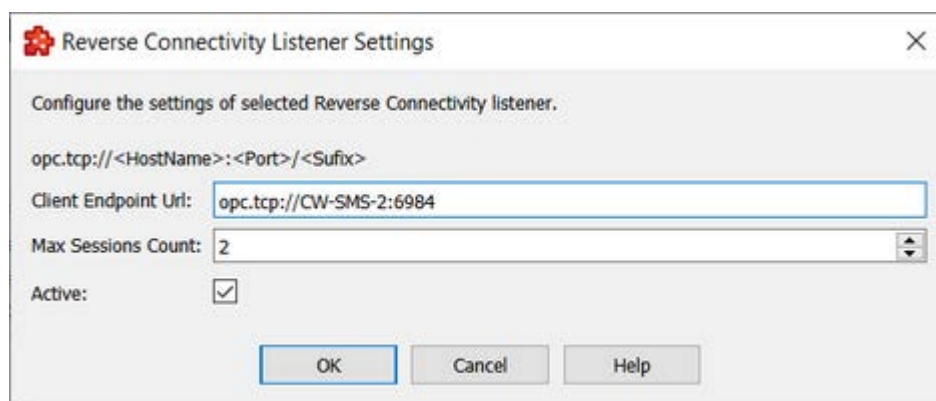 Reverse Connectivity Listener Settings
Configure the settings of selected Reverse Connectivity listener.
opc.tcp://<HostName>:<Port>/<Sufix>
Client Endpoint Url: opc.tcp://CW-SMS-2:6984
Max Sessions Count: 2
Active:
OK Cancel Help